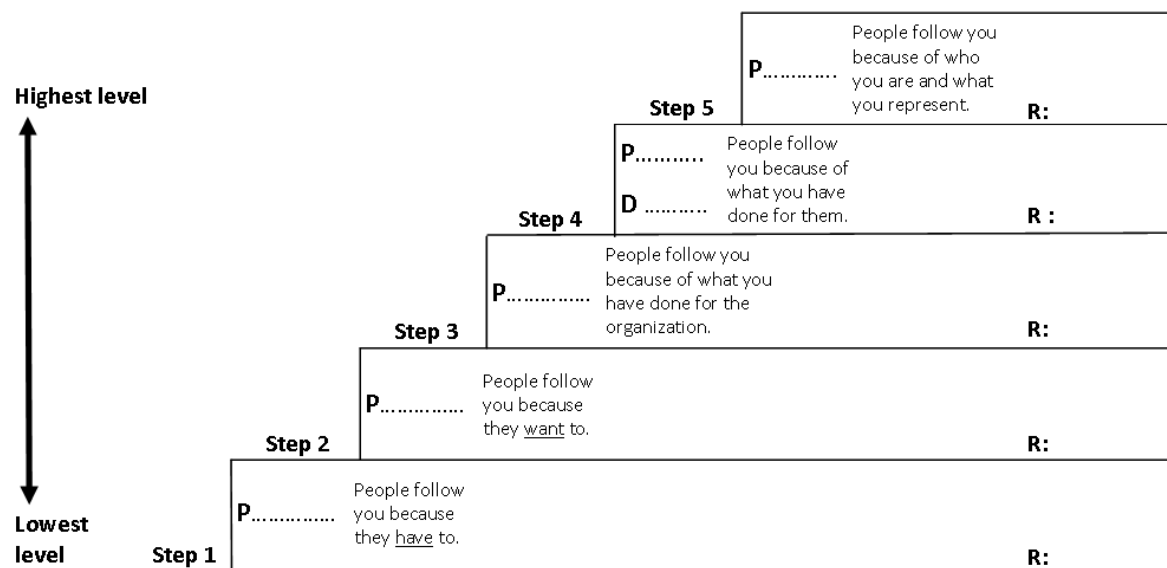 People follow you
because of who
you are and what
you represent.
P............
R:
Highest level
Step 5
People follow
you because of
what you have
done for them.
P...........
D ..........
R :
Step 4
People follow you
because of what you
have done for the
organization.
P..............
R:
Step 3
People follow
you because
they want to.
P..............
R:
Step 2
People follow
you because
they have to.
P..............
R:
Lowest
level
Step 1